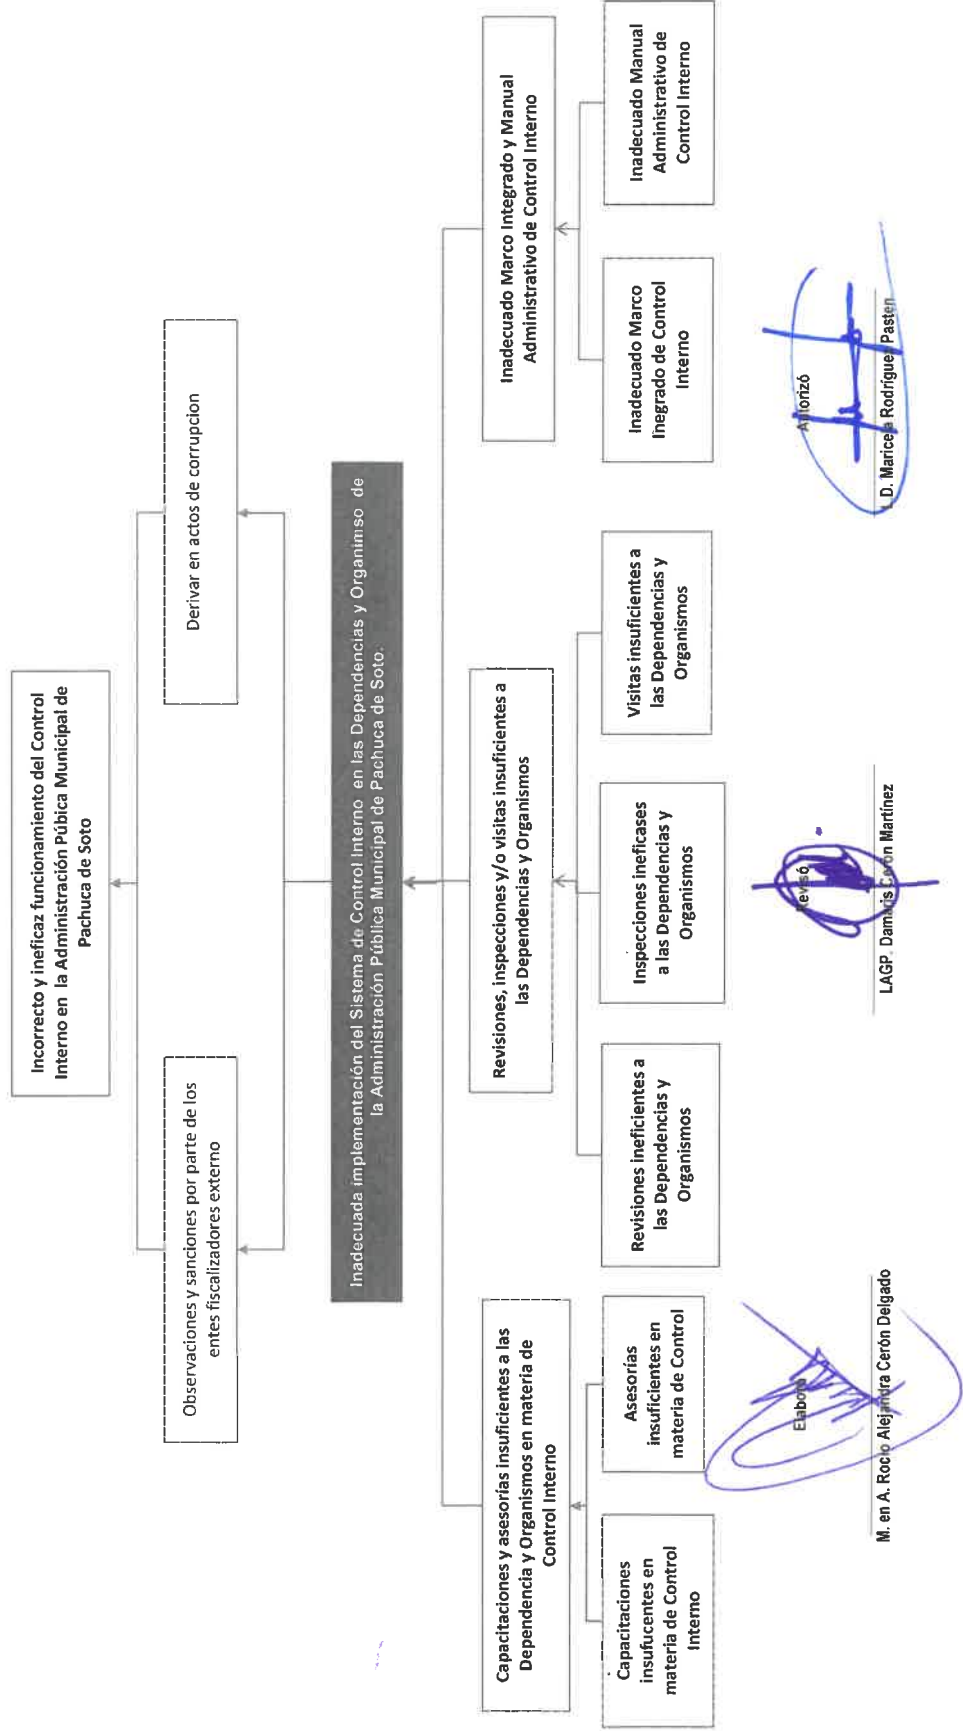 Incorrecto y ineficaz funcionamiento del Control
Interno en la Administración Púbica Municipal de
Pachuca de Soto
Observaciones y sanciones por parte de los
entes fiscalizadores externo
Derivar en actos de corrupcion
Inadecuada implementación del Sistema de Control Interno en las Dependencias y Organimso de
la Administración Pública Municipal de Pachuca de Soto.
Capacitaciones y asesorías insuficientes a las
Dependencia y Organismos en materia de
Control Interno
Revisiones, inspecciones y/o visitas insuficientes a
las Dependencias y Organismos
Inadecuado Marco Integrado y Manual
Administrativo de Control Interno
Capacitaciones
insufucentes en
materia de Control
Interno
Asesorías
insuficientes en
materia de Control
Revisiones ineficientes a
las Dependencias y
Organismos
Inspecciones ineficases
a las Dependencias y
Organismos
Visitas insuficientes a
las Dependencias y
Organismos
Inadecuado Marco
Inegrado de Control
Interno
Inadecuado Manual
Administrativo de
Control Interno
Elaboró
M. en A. Rocío Alejandra Cerón Delgado
Revisó
LAGP. Damaris Ceron Martínez
Autorizó
L.D. Maricela Rodríguez Pasten